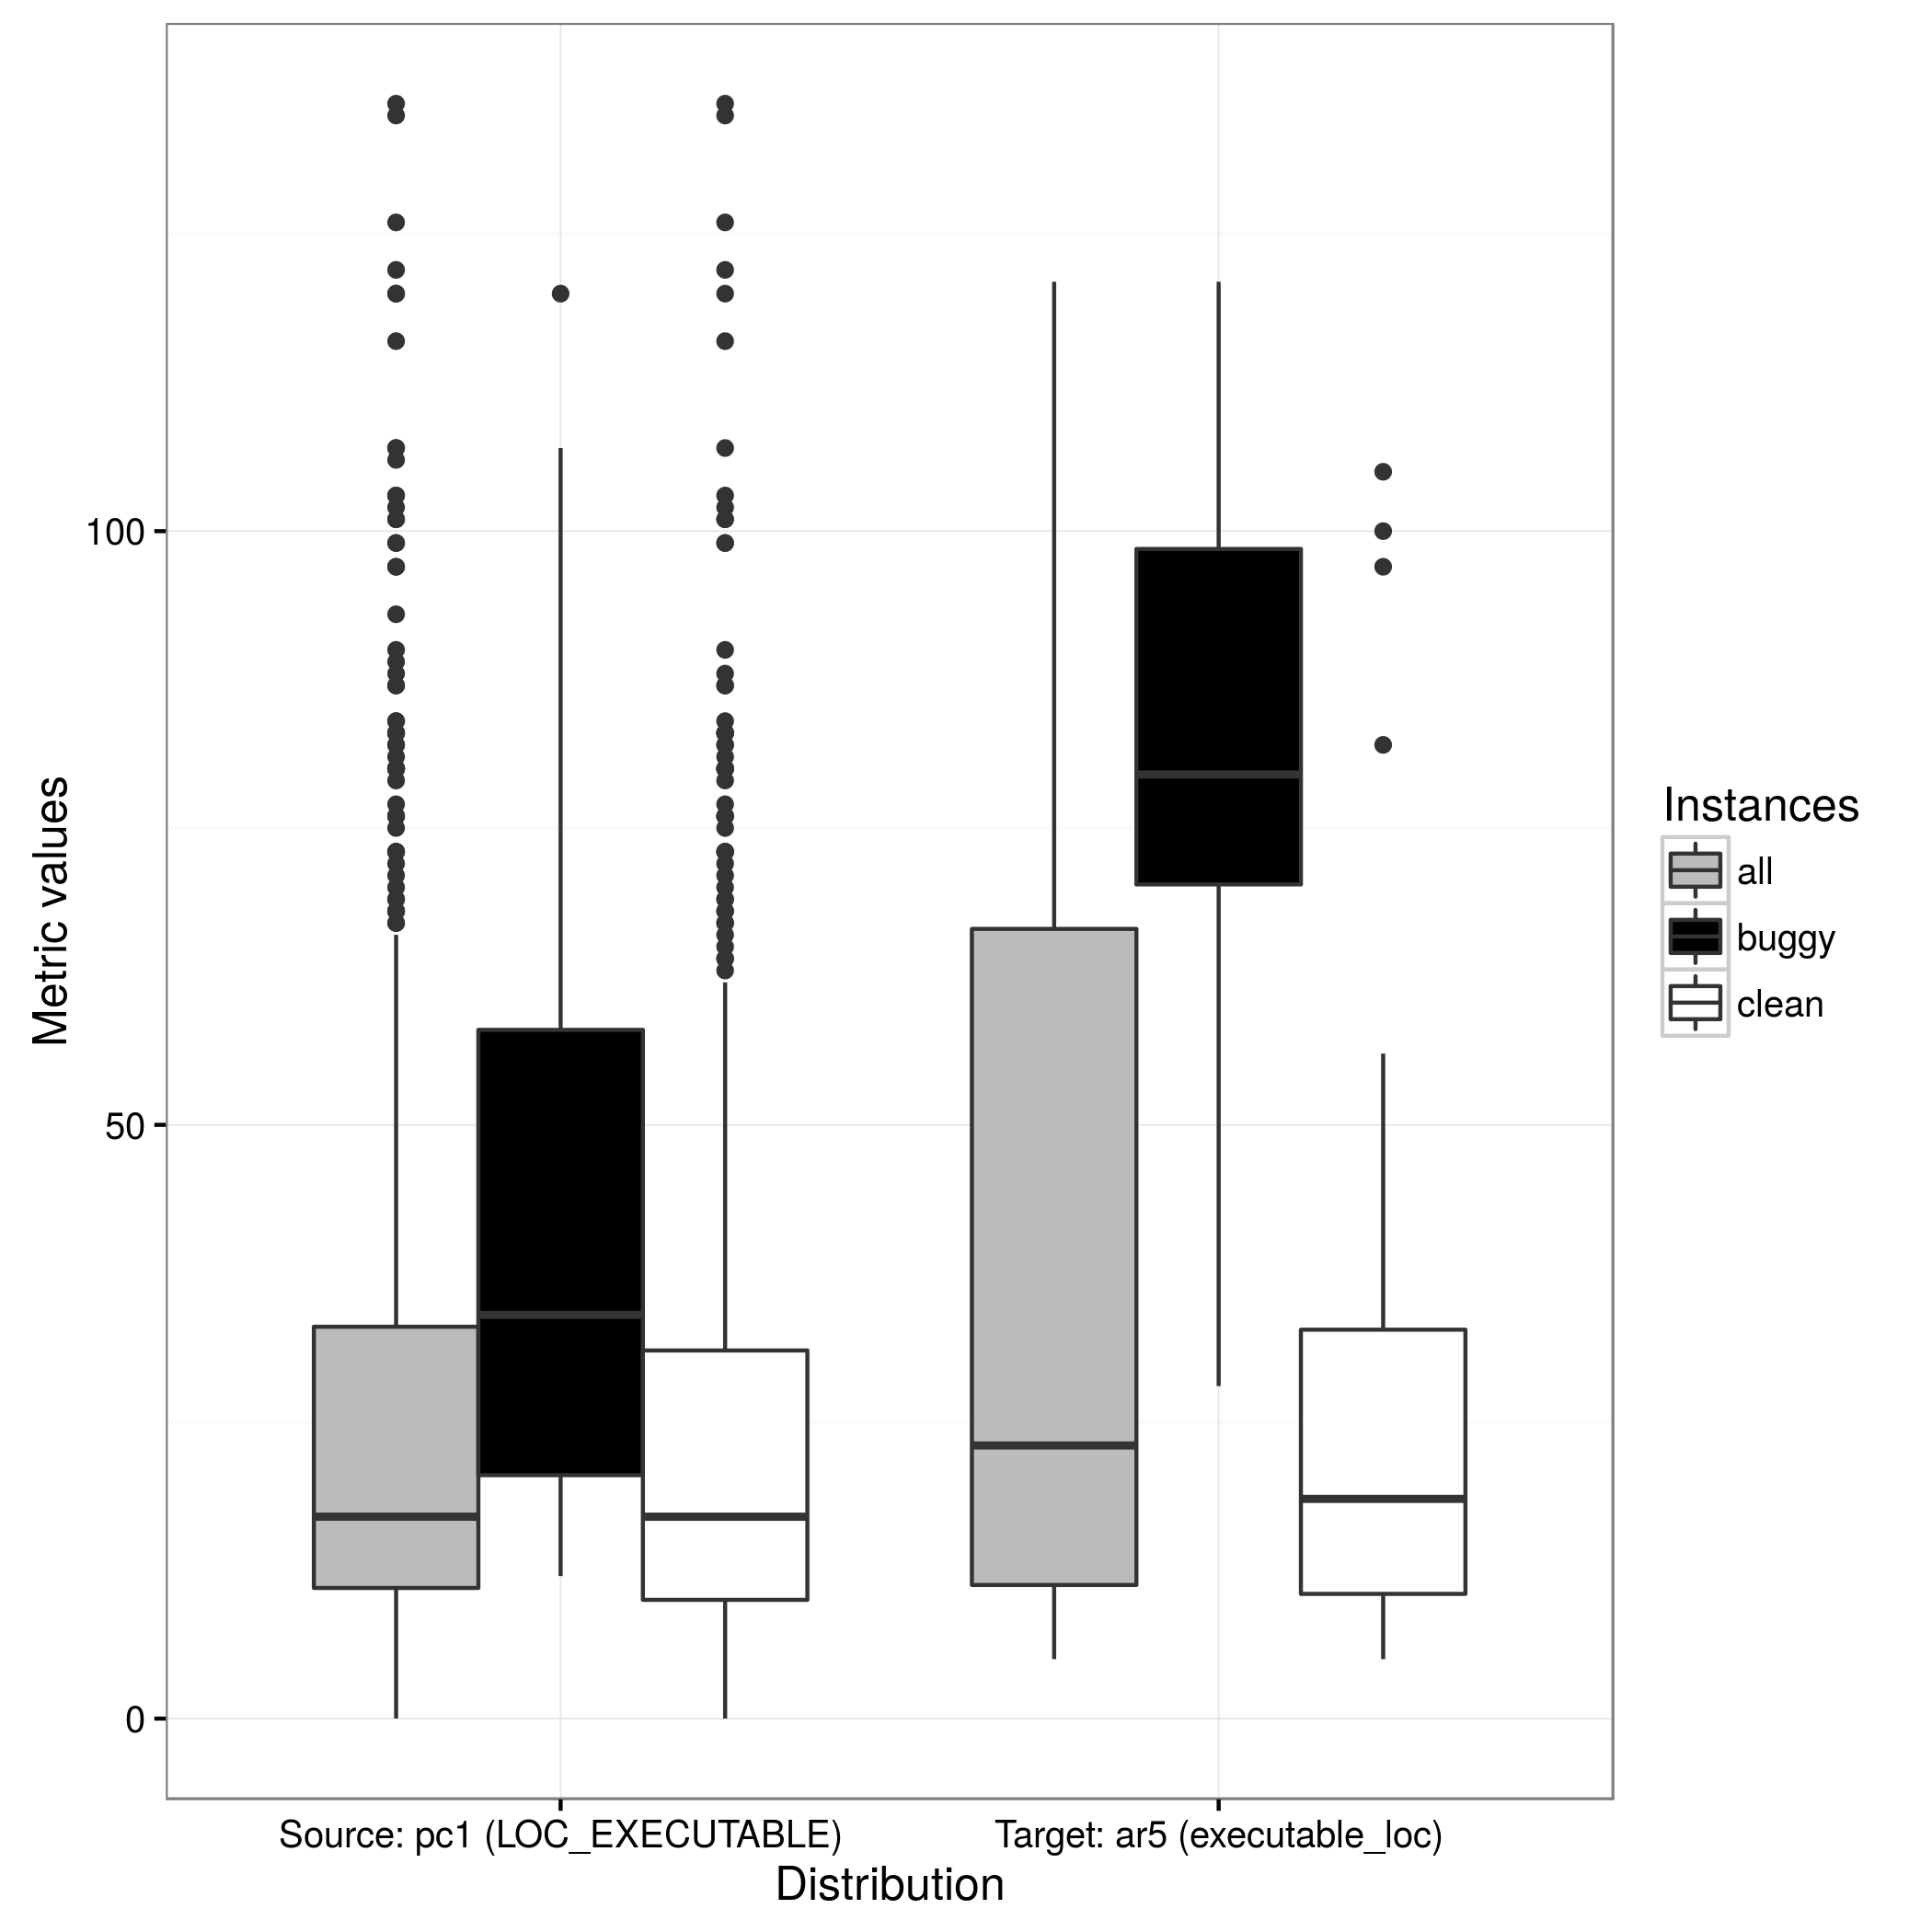 Metric values
100
50
0
Source: pc1 (LOC_EXECUTABLE)
Target: ar5 (executable_loc)
Distribution
Instances
all
buggy
clean